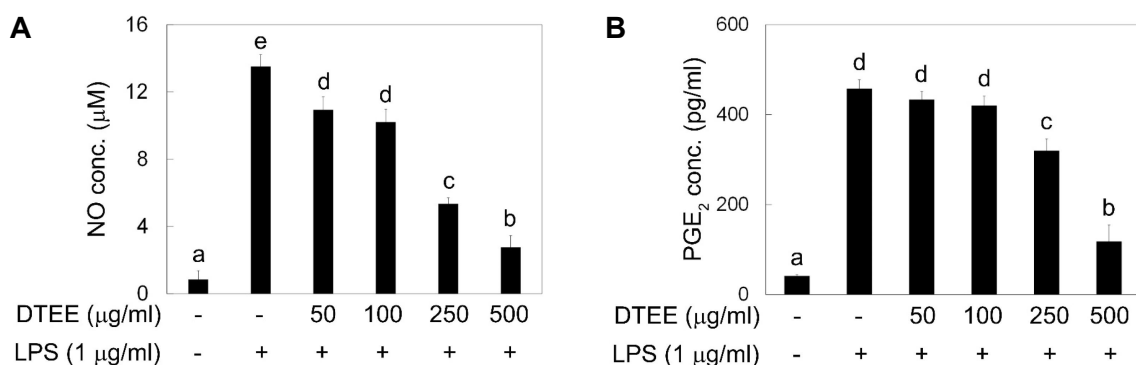 A
NO conc. (μM)
16
12
8
4
0
a
e
d
d
c
b
DTEE (μg/ml) - - 50 100 250 500
LPS (1 μg/ml) - + + + + +
B
PGE₂ conc. (pg/ml)
600
400
200
0
a
d
d
d
c
b
DTEE (μg/ml) - - 50 100 250 500
LPS (1 μg/ml) - + + + + +